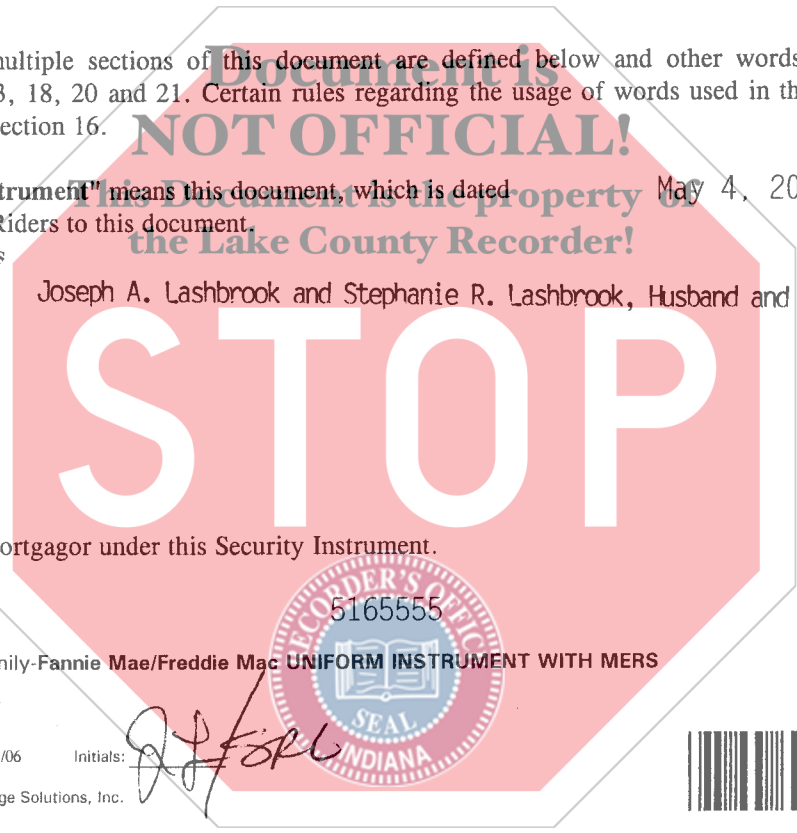 multiple sections of this document are defined below and other words
Document is
3, 18, 20 and 21. Certain rules regarding the usage of words used in th
ection 16.
NOT OFFICIAL!
trument" means this document, which is dated May 4, 20
This Document is the property of
Riders to this document.
the Lake County Recorder!
s
Joseph A. Lashbrook and Stephanie R. Lashbrook, Husband and
STOP
ortgagor under this Security Instrument.
RECORDER'S OFFICE
5165555
nily-Fannie Mae/Freddie Mac UNIFORM INSTRUMENT WITH MERS
SEAL
/06 Initials:
INDIANA
ge Solutions, Inc.